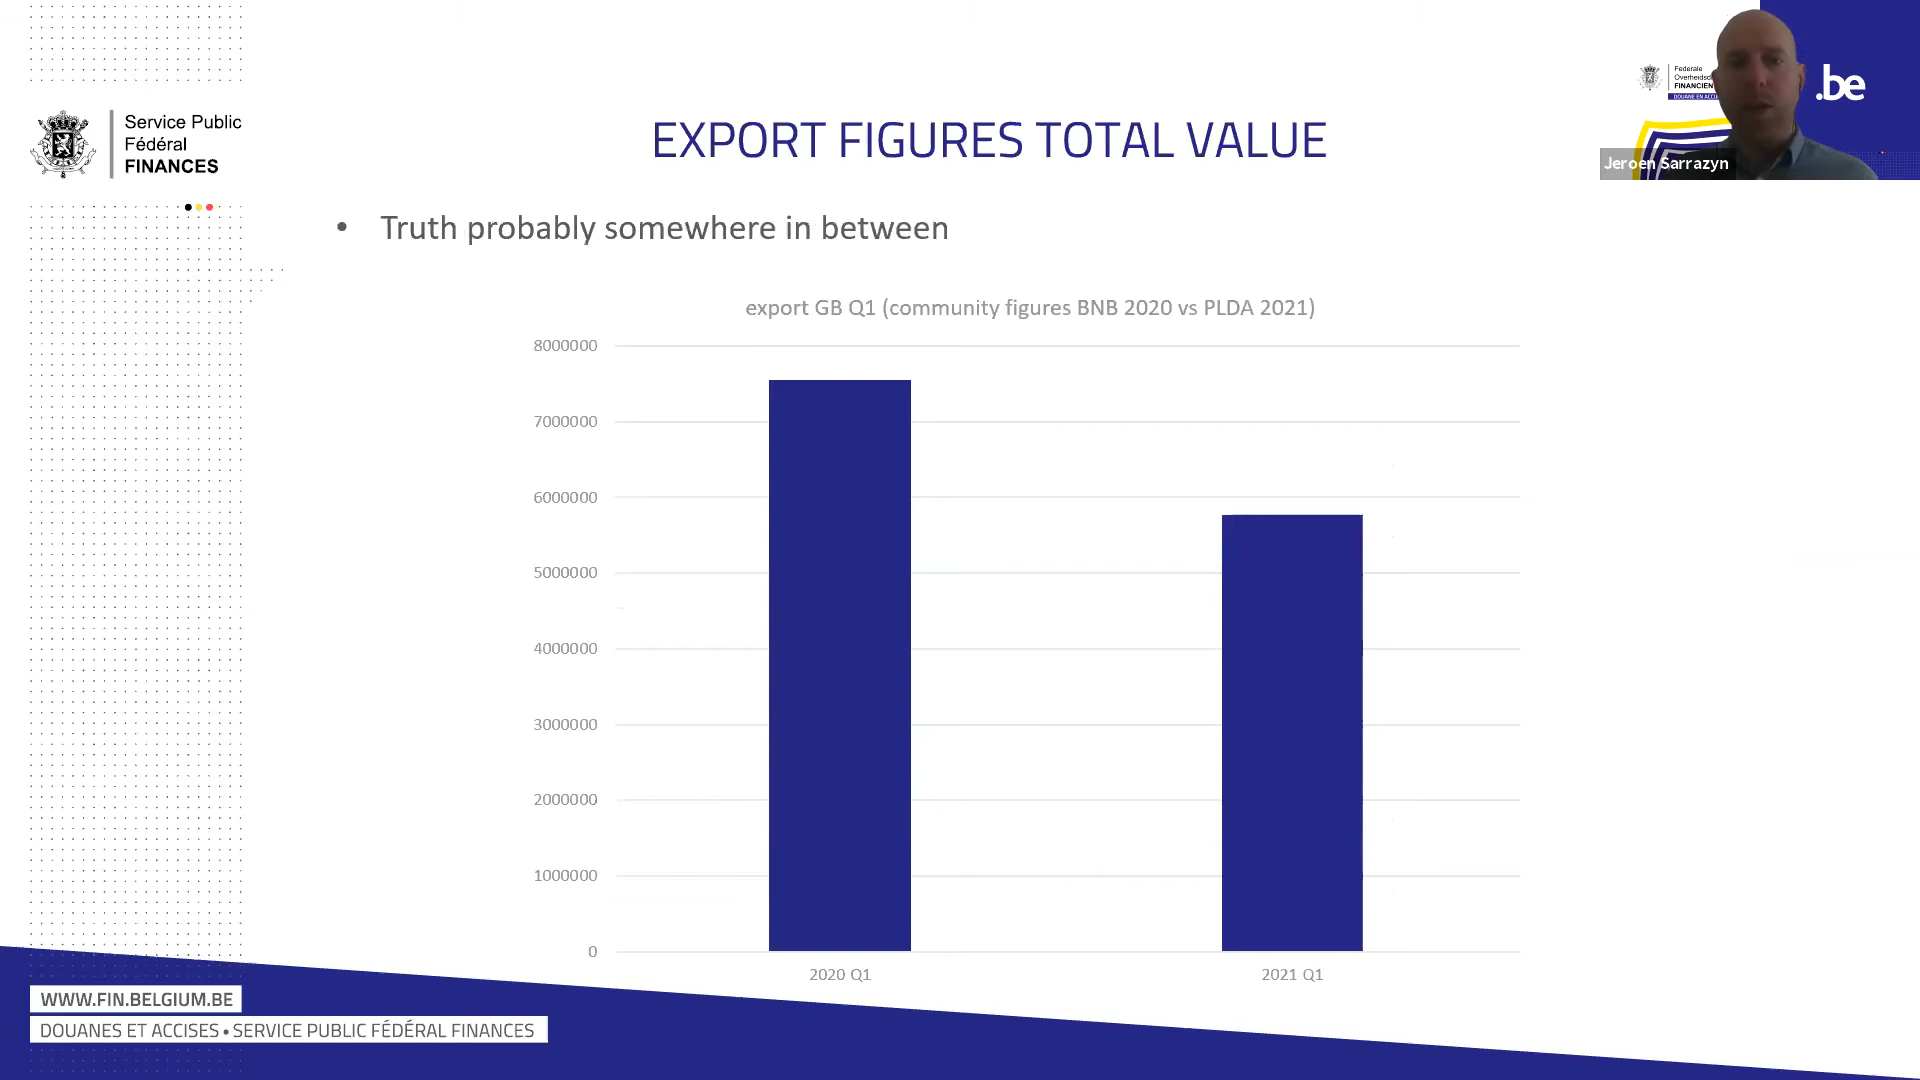 Service Public
Fédéral
FINANCES
EXPORT FIGURES TOTAL VALUE
Federale
FINANCIEN
.be
Jeroen Sarrazyn
• Truth probably somewhere in between
export GB Q1 (community figures BNB 2020 vs PLDA 2021)
8000000
7000000
6000000
5000000
4000000
3000000
2000000
1000000
0
2020 Q1
2021 Q1
WWW.FIN.BELGIUM.BE
DOUANES ET ACCISES • SERVICE PUBLIC FÉDÉRAL FINANCES